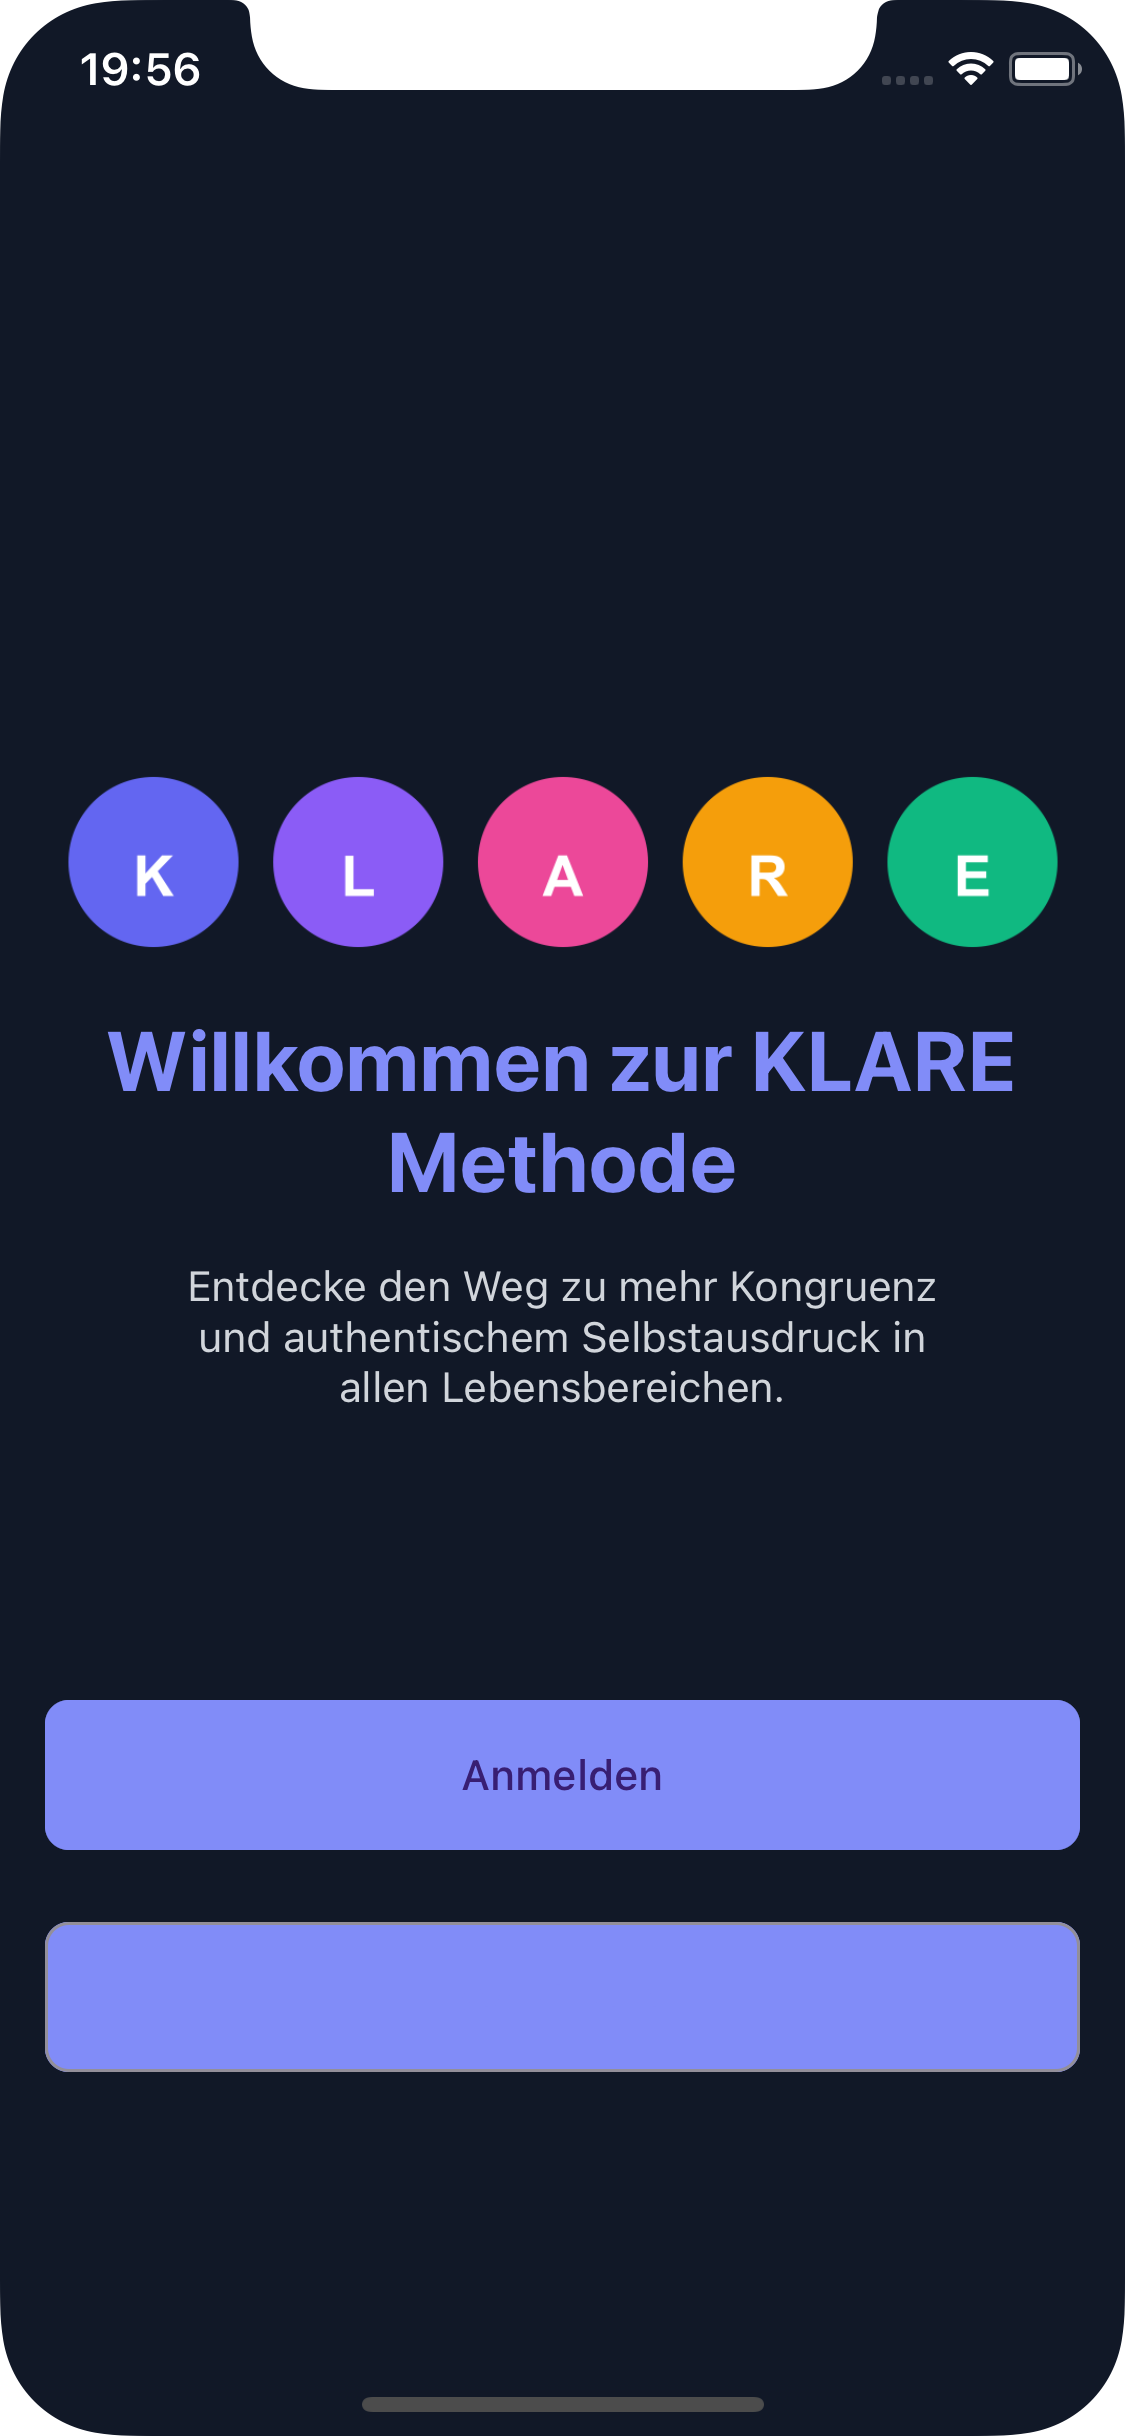 19:56
K L A R E
Willkommen zur KLARE
Methode
Entdecke den Weg zu mehr Kongruenz
und authentischem Selbstausdruck in
allen Lebensbereichen.
Anmelden